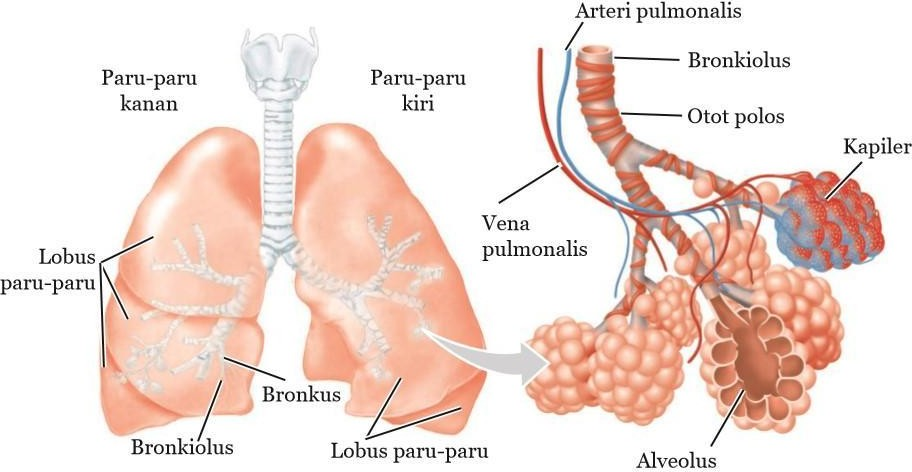 Arteri pulmonalis
Paru-paru
kanan
Paru-paru
kiri
Bronkiolus
Otot polos
Kapiler
Vena
pulmonalis
Lobus
paru-paru
Bronkus
Bronkiolus
Lobus paru-paru
Alveolus